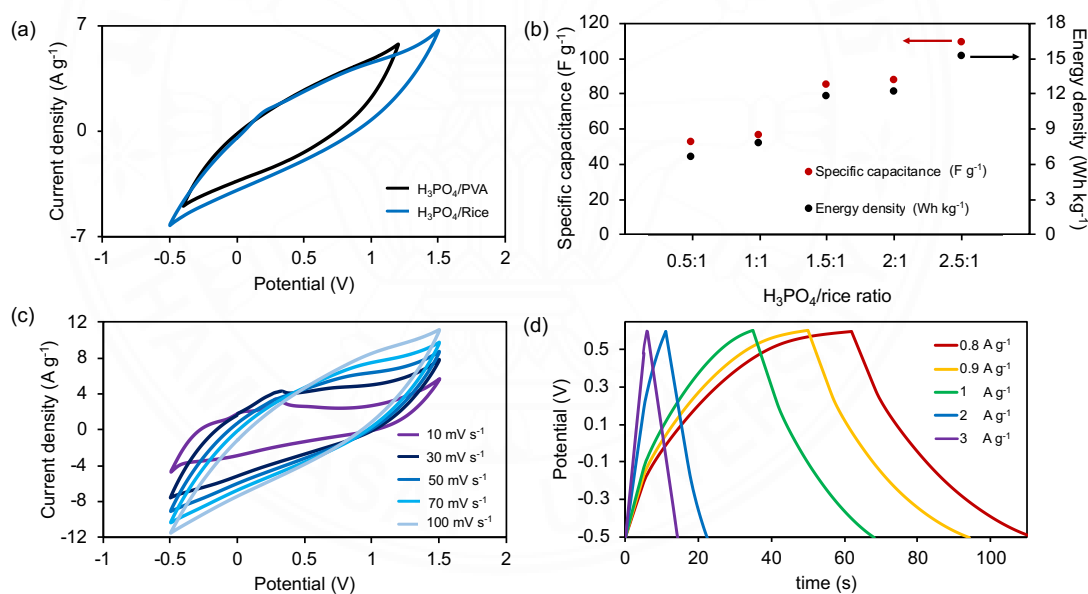 (a)
7
0
-7
Current density (A g⁻¹)
-1 -0.5 0 0.5 1 1.5 2
Potential (V)
H₃PO₄/PVA
H₃PO₄/Rice
(b)
120
100
80
60
40
20
0
Specific capacitance (F g⁻¹)
18
15
12
9
6
3
0
Energy density (Wh kg⁻¹)
Specific capacitance (F g⁻¹)
Energy density (Wh kg⁻¹)
0.5:1 1:1 1.5:1 2:1 2.5:1
H₃PO₄/rice ratio
(c)
12
8
4
0
-4
-8
-12
Current density (A g⁻¹)
-1 -0.5 0 0.5 1 1.5 2
Potential (V)
10 mV s⁻¹
30 mV s⁻¹
50 mV s⁻¹
70 mV s⁻¹
100 mV s⁻¹
(d)
0.5
0.3
0.1
-0.1
-0.3
-0.5
Potential (V)
0 20 40 60 80 100
time (s)
0.8 A g⁻¹
0.9 A g⁻¹
1 A g⁻¹
2 A g⁻¹
3 A g⁻¹